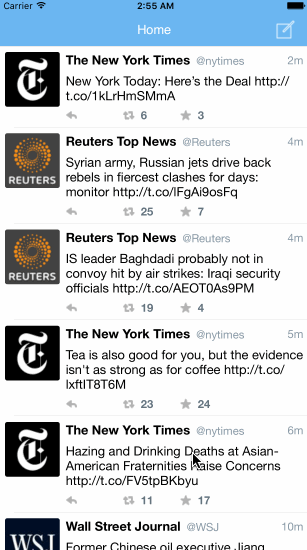 Carrier 2:55 AM
Home
The New York Times @nytimes 2m
New York Today: Here's the Deal http://
t.co/1kLrHmSMmA
6 3
Reuters Top News @Reuters 4m
Syrian army, Russian jets drive back
rebels in fiercest clashes for days:
monitor http://t.co/lFgAi9osFq
REUTERS
25 7
Reuters Top News @Reuters 4m
IS leader Baghdadi probably not in
convoy hit by air strikes: Iraqi security
officials http://t.co/AEOT0As9PM
REUTERS
19 4
The New York Times @nytimes 5m
Tea is also good for you, but the evidence
isn't as strong as for coffee http://t.co/
lxftIT8T6M
23 24
The New York Times @nytimes 6m
Hazing and Drinking Deaths at Asian-
American Fraternities Raise Concerns
http://t.co/FV5tpBKbyu
11 17
Wall Street Journal @WSJ 10m
WSJ
Former Chinese oil executive Jiang